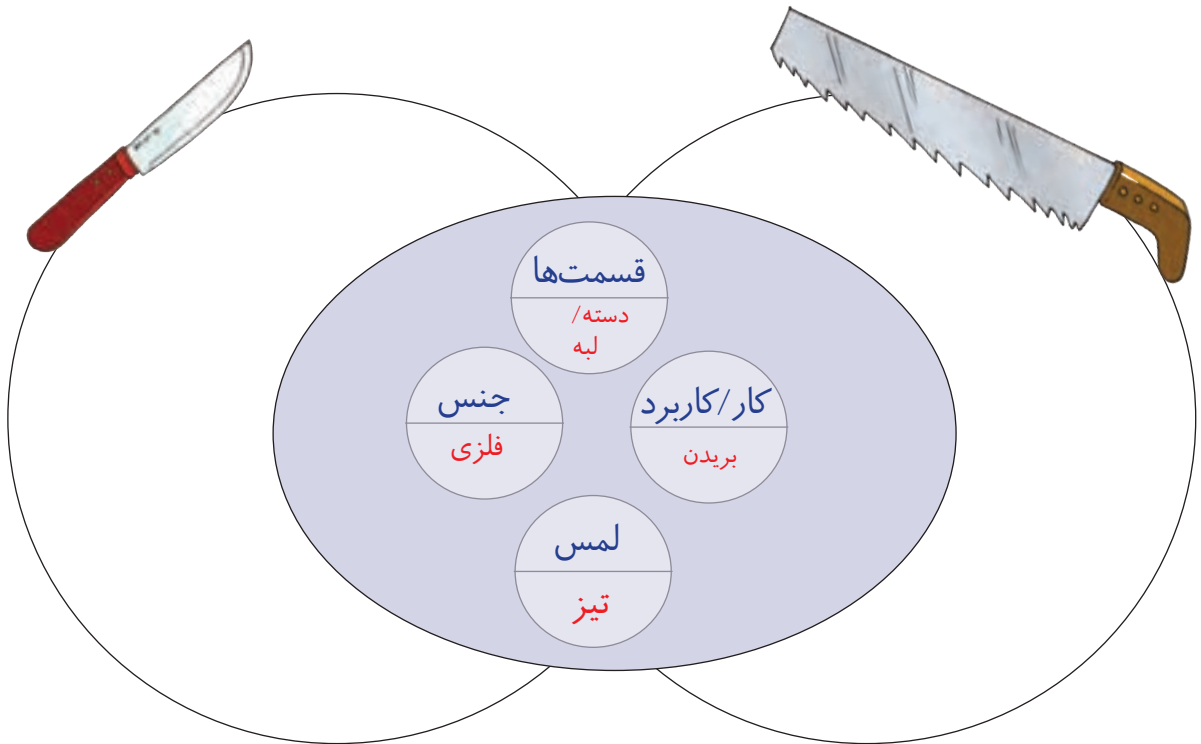 قسمت‌ها
دسته/
لبه
کار/کاربرد
بریدن
جنس
فلزی
لمس
تیز